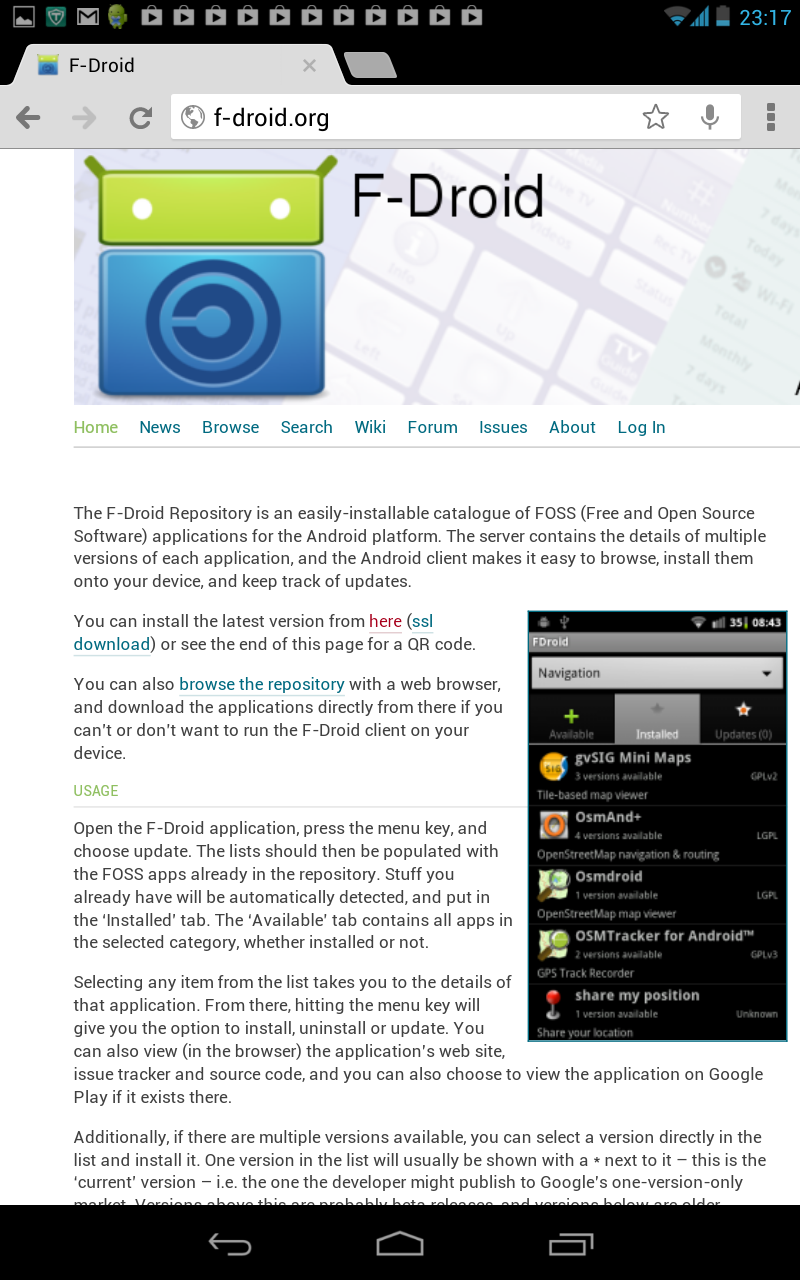 23:17
F-Droid
f-droid.org
F-Droid
Home News Browse Search Wiki Forum Issues About Log In
The F-Droid Repository is an easily-installable catalogue of FOSS (Free and Open Source
Software) applications for the Android platform. The server contains the details of multiple
versions of each application, and the Android client makes it easy to browse, install them
onto your device, and keep track of updates.
You can install the latest version from here (ssl
download) or see the end of this page for a QR code.
You can also browse the repository with a web browser,
and download the applications directly from there if you
can't or don't want to run the F-Droid client on your
device.
USAGE
Open the F-Droid application, press the menu key, and
choose update. The lists should then be populated with
the FOSS apps already in the repository. Stuff you
already have will be automatically detected, and put in
the ‘Installed’ tab. The ‘Available’ tab contains all apps in
the selected category, whether installed or not.
Selecting any item from the list takes you to the details of
that application. From there, hitting the menu key will
give you the option to install, uninstall or update. You
can also view (in the browser) the application's web site,
issue tracker and source code, and you can also choose to view the application on Google
Play if it exists there.
Additionally, if there are multiple versions available, you can select a version directly in the
list and install it. One version in the list will usually be shown with a * next to it – this is the
‘current’ version – i.e. the one the developer might publish to Google's one-version-only
market. Versions above this are probably beta releases, and versions below are older
35 08:43
FDroid
Navigation
Available Installed Updates (0)
gvSIG Mini Maps
3 versions available GPLv2
Tile-based map viewer
OsmAnd+
4 versions available LGPL
OpenStreetMap navigation & routing
Osmdroid
1 version available LGPL
OpenStreetMap map viewer
OSMTracker for Android™
2 versions available GPLv3
GPS Track Recorder
share my position
1 version available Unknown
Share your location